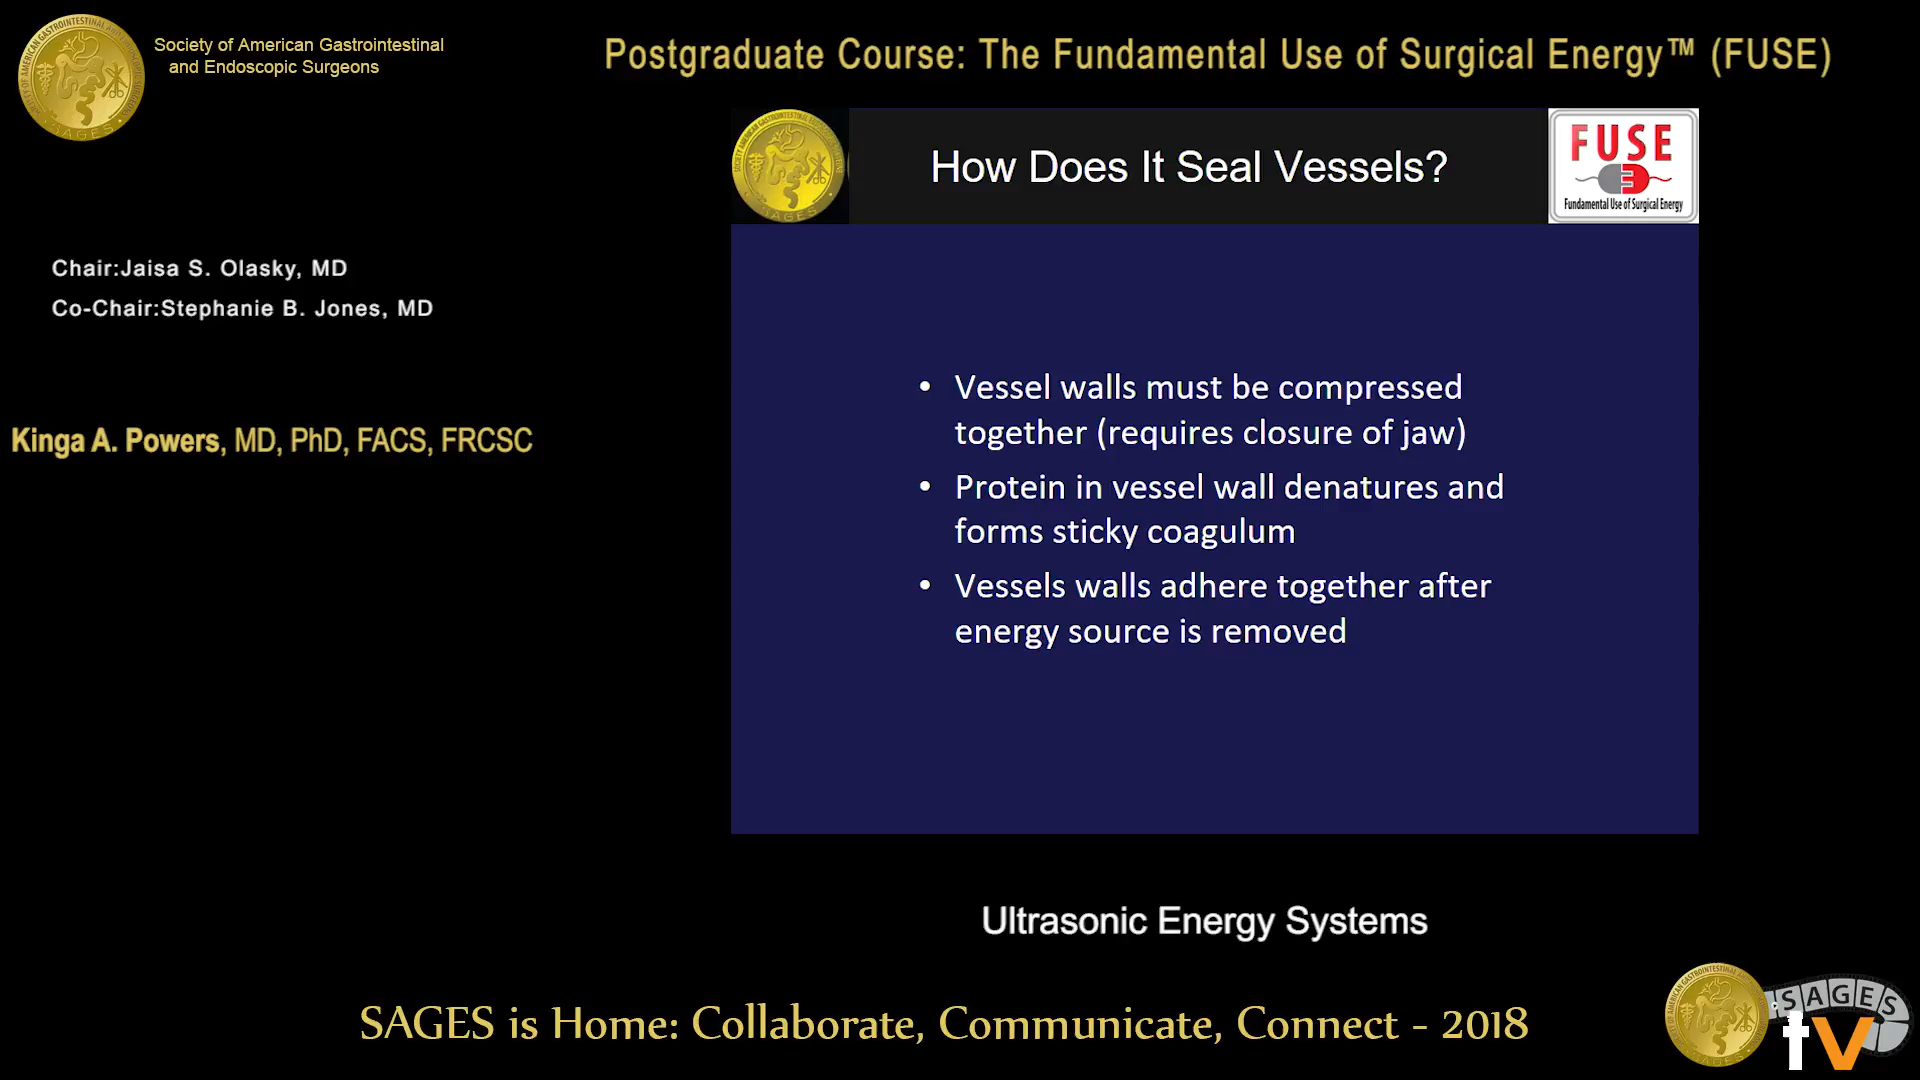 Society of American Gastrointestinal
and Endoscopic Surgeons
Postgraduate Course: The Fundamental Use of Surgical Energy™ (FUSE)
How Does It Seal Vessels?
FUSE
Fundamental Use of Surgical Energy
Chair:Jaisa S. Olasky, MD
Co-Chair:Stephanie B. Jones, MD
Kinga A. Powers, MD, PhD, FACS, FRCSC
• Vessel walls must be compressed
together (requires closure of jaw)
• Protein in vessel wall denatures and
forms sticky coagulum
• Vessels walls adhere together after
energy source is removed
Ultrasonic Energy Systems
SAGES is Home: Collaborate, Communicate, Connect - 2018
SAGES
tv